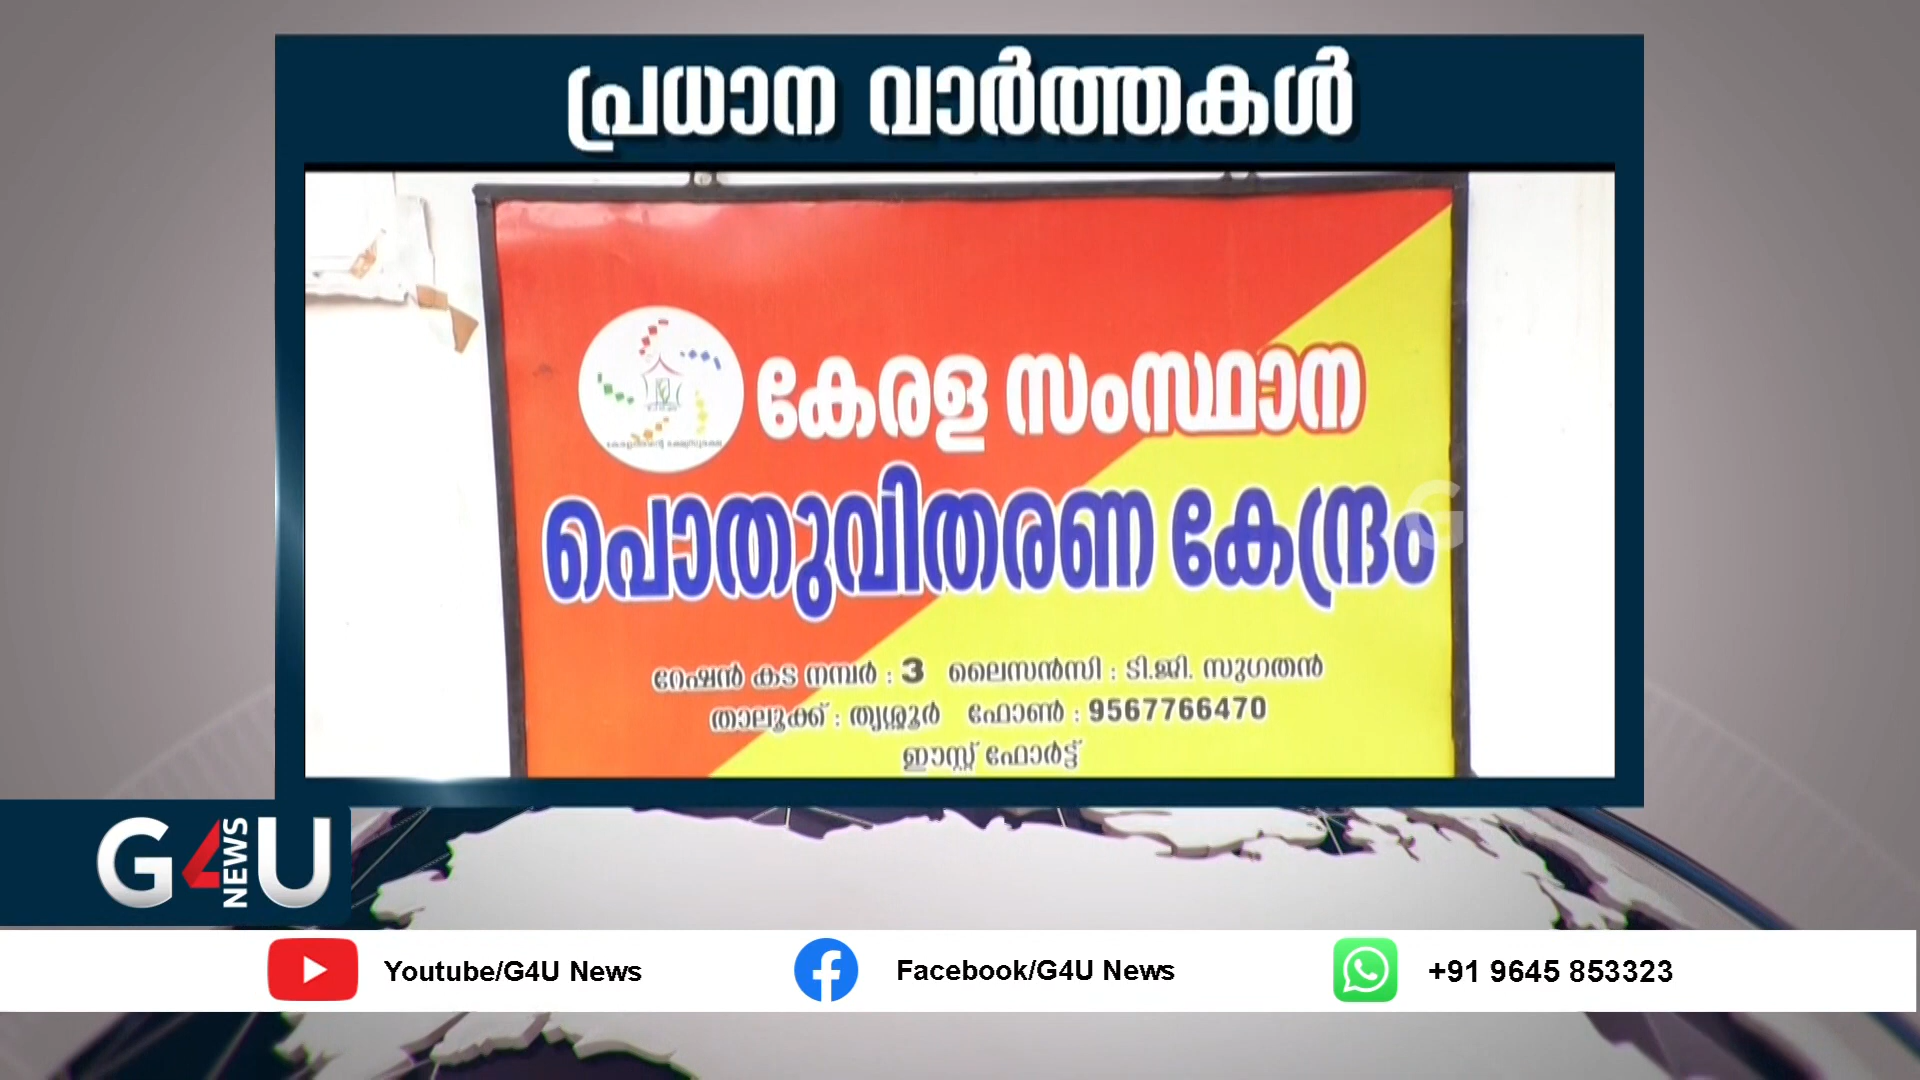 പ്രധാന വാർത്തകൾ
കേരള സംസ്ഥാന
പൊതുവിതരണ കേന്ദ്രം
റേഷൻ കട നമ്പർ : 3 ലൈസൻസി : ടി.ജി. സുഗതൻ
താലൂക്ക് : തൃശ്ശൂർ ഫോൺ : 9567766470
ഈസ്റ്റ് ഫോർട്ട്
G
G4U NEWS
Youtube/G4U News Facebook/G4U News +91 9645 853323